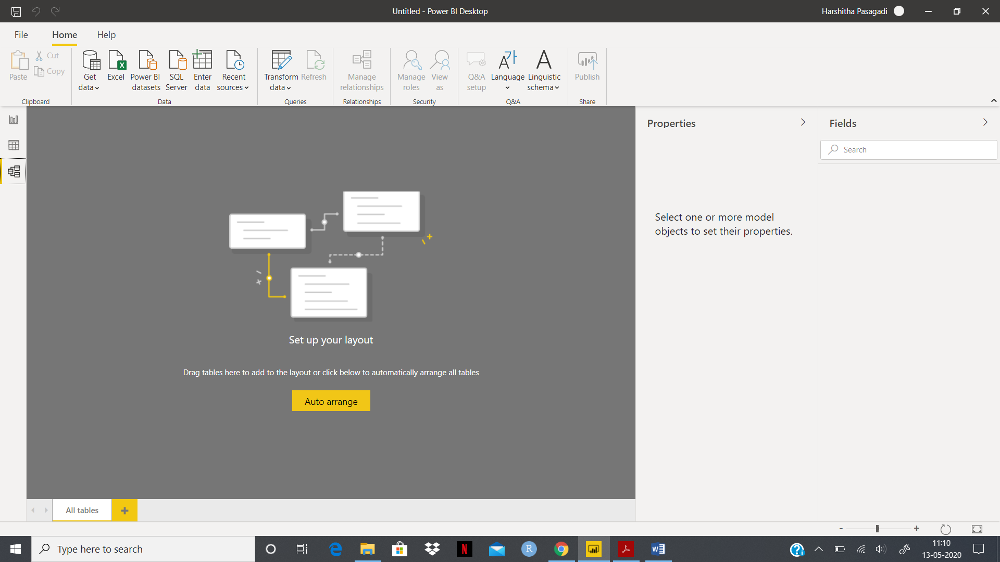 Untitled - Power BI Desktop
Harshitha Pasagadi
File Home Help
Paste
Cut
Copy
Clipboard
Get data
Excel
Power BI datasets
SQL Server
Enter data
Recent sources
Data
Transform data
Refresh
Queries
Manage relationships
Relationships
Manage roles
View as
Security
Q&A setup
Language
Linguistic schema
Q&A
Publish
Share
Properties
Select one or more model
objects to set their properties.
Fields
Search
Set up your layout
Drag tables here to add to the layout or click below to automatically arrange all tables
Auto arrange
All tables
Type here to search
11:10
13-05-2020